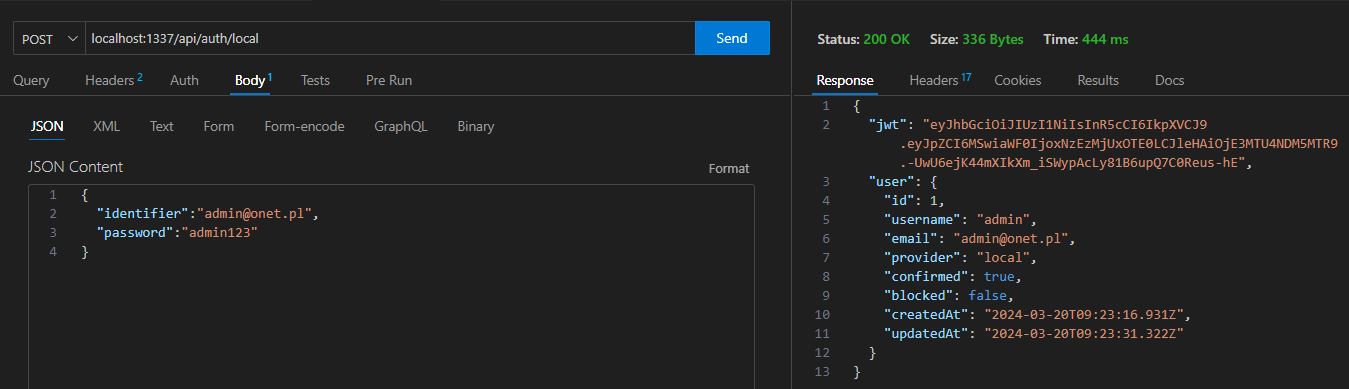 POST
localhost:1337/api/auth/local
Send
Query Headers 2 Auth Body 1 Tests Pre Run
JSON XML Text Form Form-encode GraphQL Binary
JSON Content
Format
1 {
2 "identifier":"admin@onet.pl",
3 "password":"admin123"
4 }
Status: 200 OK Size: 336 Bytes Time: 444 ms
Response Headers 17 Cookies Results Docs
1 {
2 "jwt": "eyJhbGciOiJIUzI1NiIsInR5cCI6IkpXVCJ9
.eyJpZCI6MSwiaWF0IjoxNzEzMjUxOTE0LCJleHAiOjE3MTU4NDM5MTR9
.-UwU6ejK44mXIkXm_iSWypAcLy81B6upQ7C0Reus-hE",
3 "user": {
4 "id": 1,
5 "username": "admin",
6 "email": "admin@onet.pl",
7 "provider": "local",
8 "confirmed": true,
9 "blocked": false,
10 "createdAt": "2024-03-20T09:23:16.931Z",
11 "updatedAt": "2024-03-20T09:23:31.322Z"
12 }
13 }